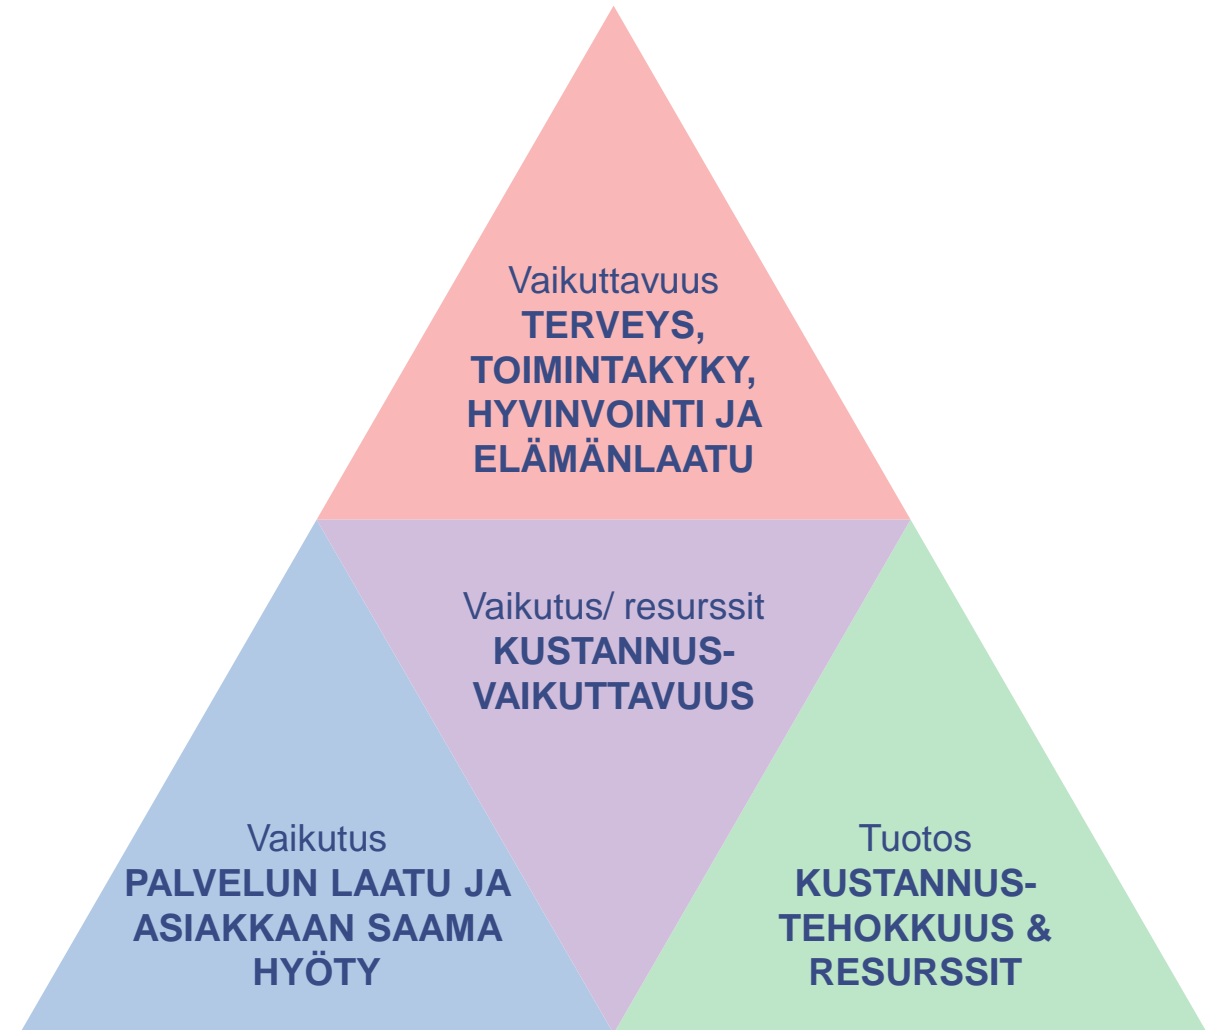 Vaikuttavuus
TERVEYS,
TOIMINTAKYKY,
HYVINVOINTI JA
ELÄMÄNLAATU
Vaikutus/ resurssit
KUSTANNUS-
VAIKUTTAVUUS
Vaikutus
PALVELUN LAATU JA
ASIAKKAAN SAAMA
HYÖTY
Tuotos
KUSTANNUS-
TEHOKKUUS &
RESURSSIT